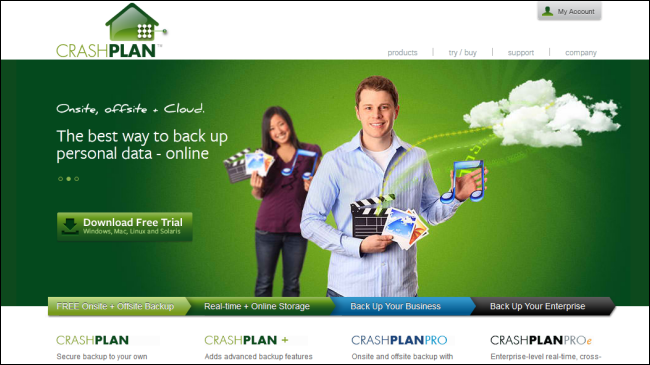 My Account
CRASHPLAN™
products | try / buy | support | company
Onsite, offsite + Cloud.
The best way to back up
personal data - online
Download Free Trial
Windows, Mac, Linux and Solaris
FREE Onsite + Offsite Backup
Real-time + Online Storage
Back Up Your Business
Back Up Your Enterprise
CRASHPLAN
CRASHPLAN +
CRASHPLANPRO
CRASHPLANPROe
Secure backup to your own
Adds advanced backup features
Onsite and offsite backup with
Enterprise-level real-time, cross-